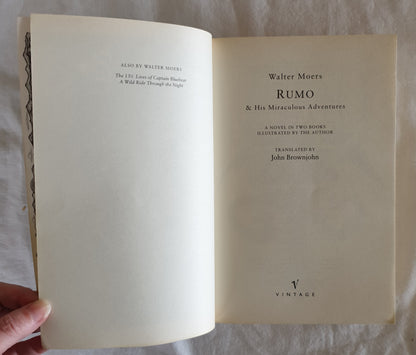 ALSO BY WALTER MOERS
The 13½ Lives of Captain Bluebear
A Wild Ride Through the Night
Walter Moers
RUMO
& His Miraculous Adventures
A NOVEL IN TWO BOOKS
ILLUSTRATED BY THE AUTHOR
TRANSLATED BY
John Brownjohn
V
VINTAGE